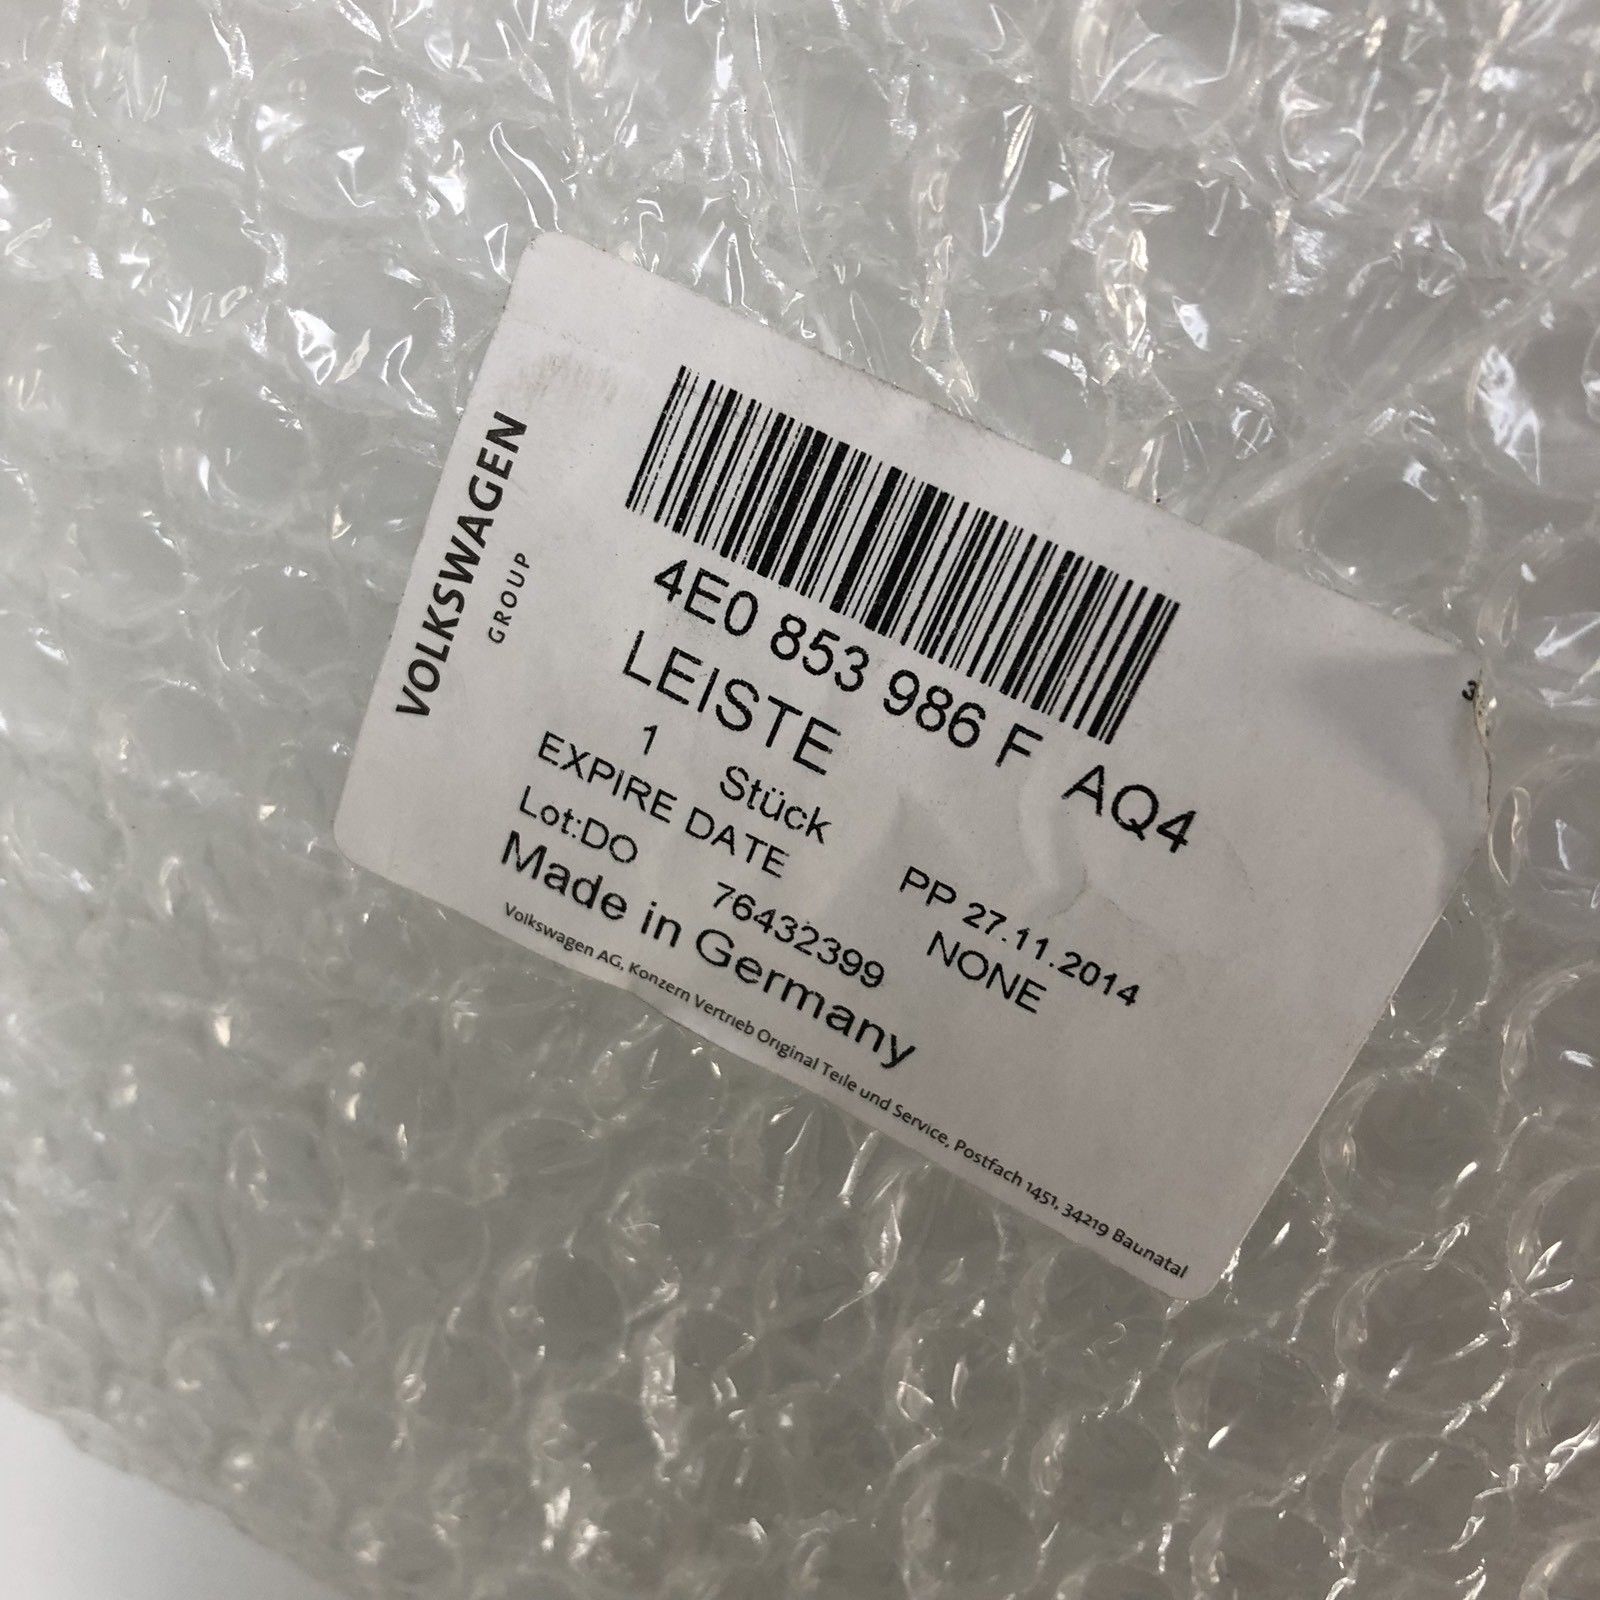 VOLKSWAGEN
GROUP
4E0 853 986 F AQ4
LEISTE
1 Stück PP 27.11.2014
EXPIRE DATE NONE
Lot:DO 76432399
Made in Germany
Volkswagen AG, Konzern Vertrieb Original Teile und Service, Postfach 1451, 34219 Baunatal
3